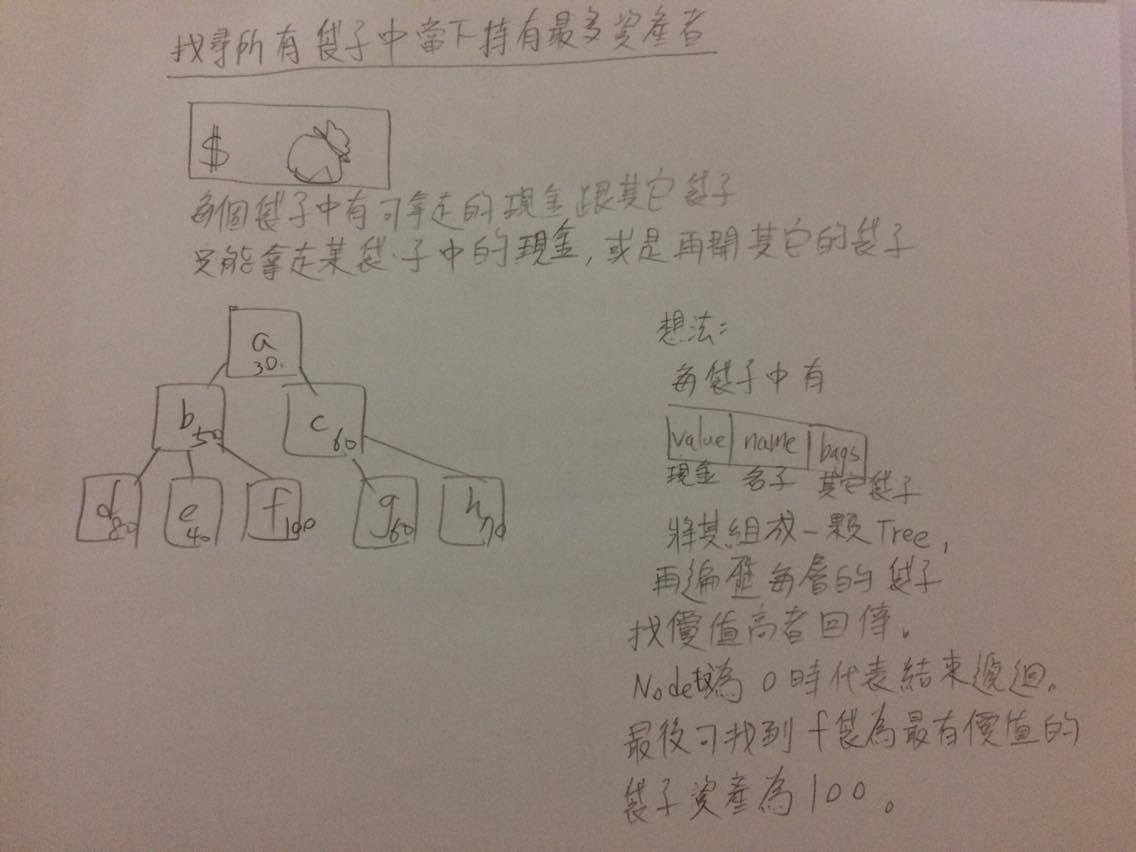 找尋所有袋子中當下持有最多資產者
$
每個袋子中有可拿走的現金跟其它袋子
只能拿走某袋子中的現金,或是再開其它的袋子
a
30.
b 50
c 60
d 80
e 40
f 100
g 60
h 70
想法:
每袋子中有
value name bags
現金 名子 其它袋子
將其組成一顆Tree,
再遍歷每層的袋子
找價值高者回傳。
Node數為0時代表結束遞迴。
最後可找到f袋為最有價值的
袋子資產為100。